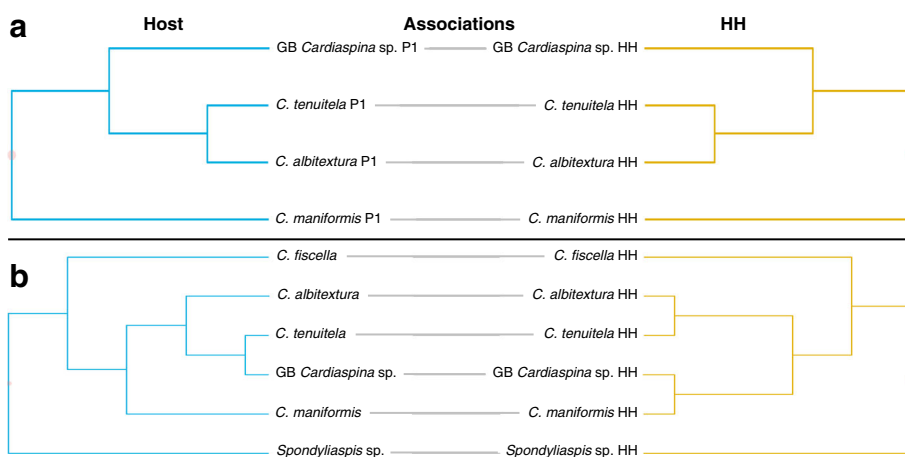 a Host Associations HH
GB Cardiaspina sp. P1 GB Cardiaspina sp. HH
C. tenuitela P1 C. tenuitela HH
C. albitextura P1 C. albitextura HH
C. maniformis P1 C. maniformis HH
b C. fiscella C. fiscella HH
C. albitextura C. albitextura HH
C. tenuitela C. tenuitela HH
GB Cardiaspina sp. GB Cardiaspina sp. HH
C. maniformis C. maniformis HH
Spondyliaspis sp. Spondyliaspis sp. HH